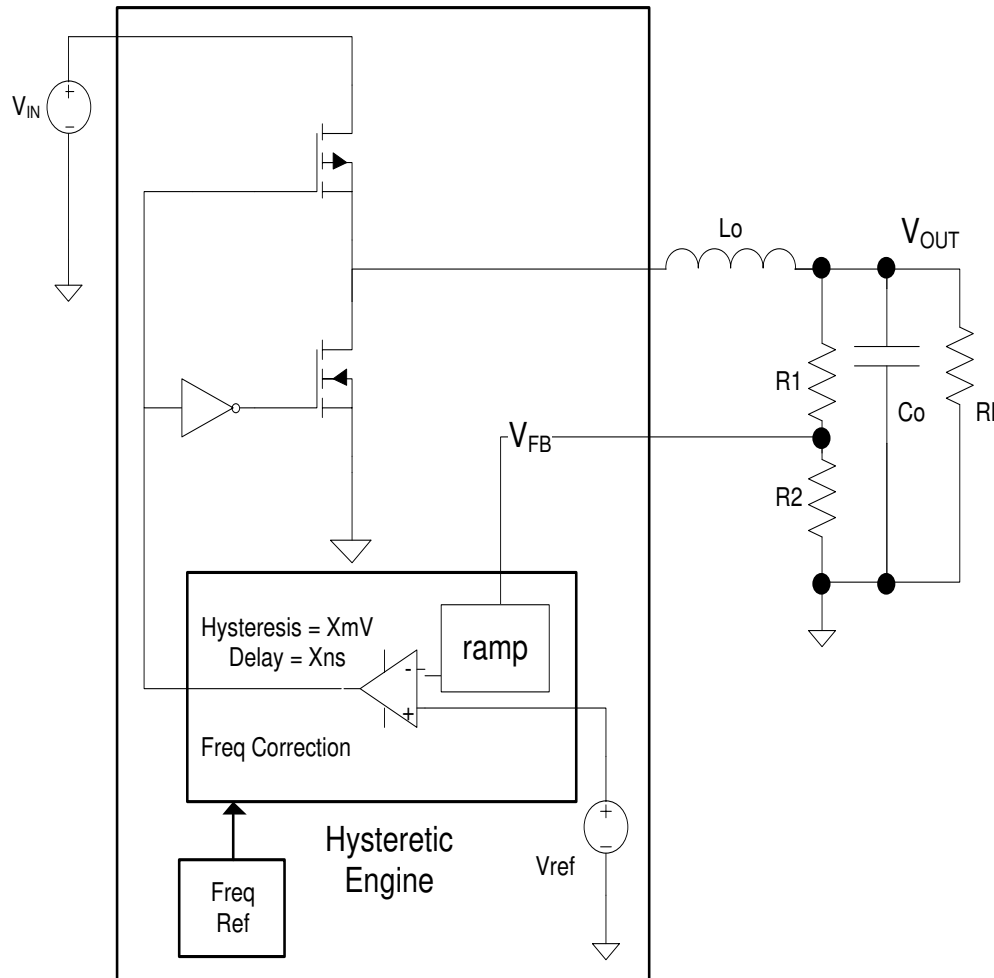 V_IN
+
−
Lo
V_OUT
R1
Co
Rl
V_FB
R2
Hysteresis = XmV
Delay = Xns
ramp
-
+
Freq Correction
Hysteretic
Engine
+
−
Vref
Freq
Ref